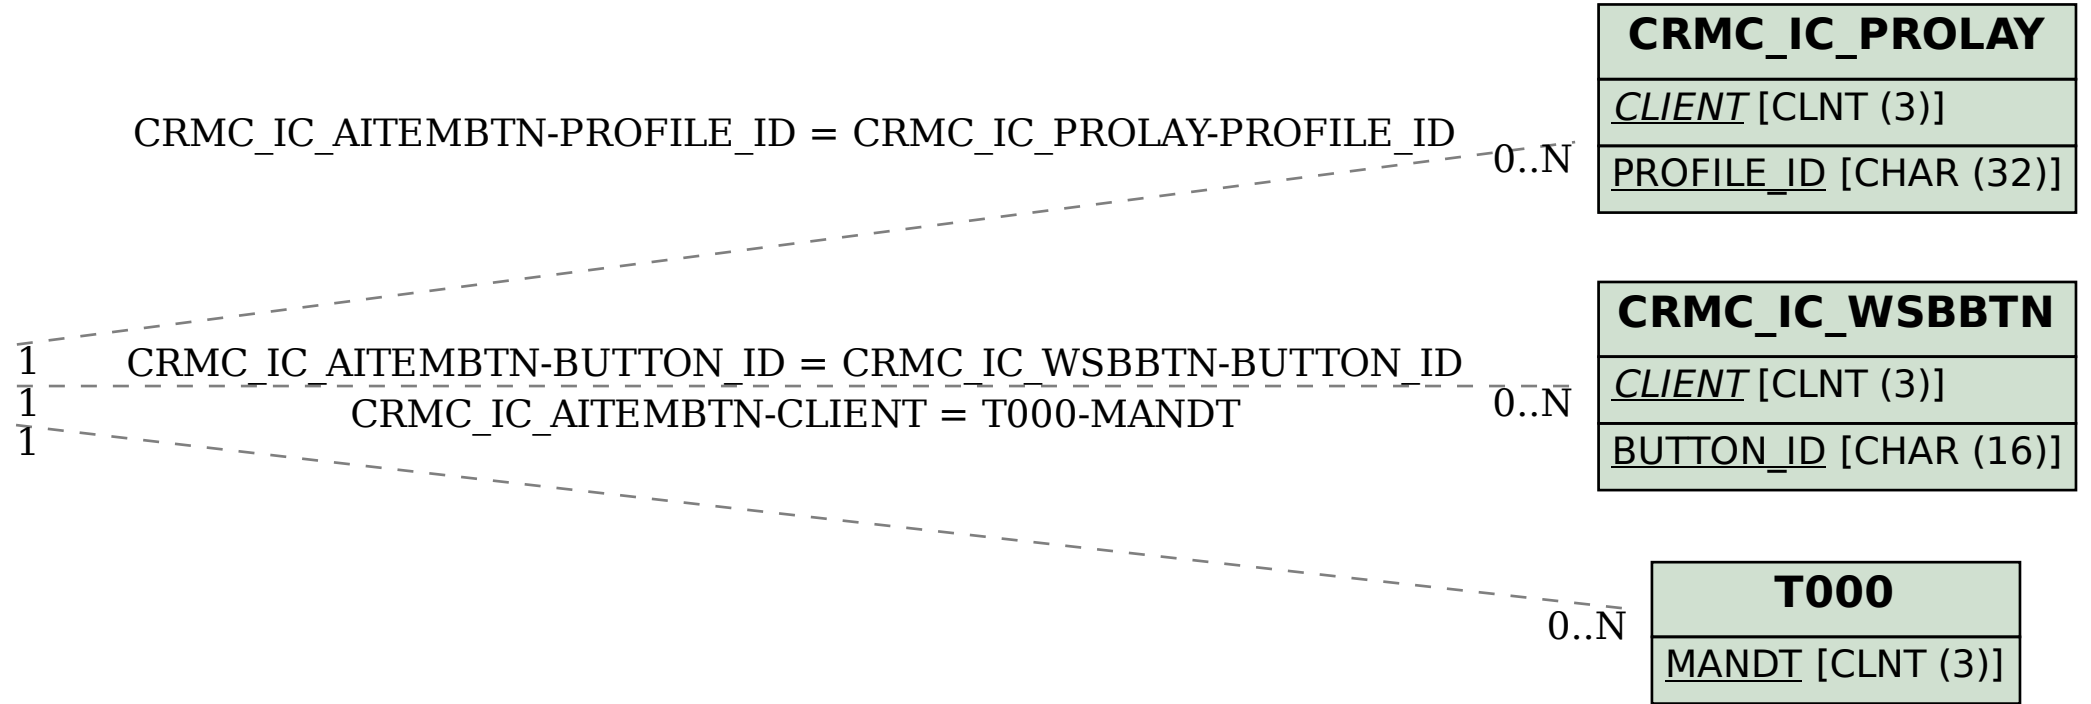 CRMC_IC_PROLAY
CLIENT [CLNT (3)]
PROFILE_ID [CHAR (32)]
CRMC_IC_AITEMBTN-PROFILE_ID = CRMC_IC_PROLAY-PROFILE_ID
0..N
1
CRMC_IC_WSBBTN
CLIENT [CLNT (3)]
BUTTON_ID [CHAR (16)]
CRMC_IC_AITEMBTN-BUTTON_ID = CRMC_IC_WSBBTN-BUTTON_ID
0..N
1
CRMC_IC_AITEMBTN-CLIENT = T000-MANDT
1
0..N
T000
MANDT [CLNT (3)]